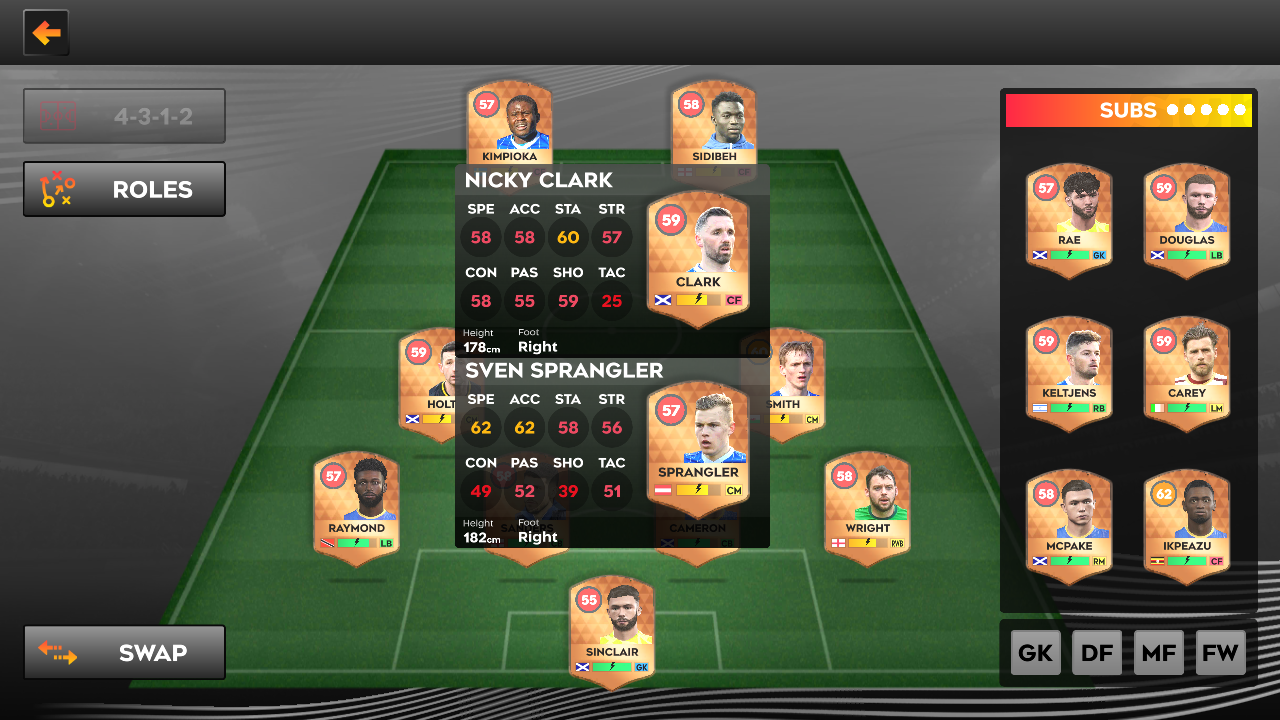 4-3-1-2
ROLES
57
KIMPIOKA
58
SIDIBEH
CF
NICKY CLARK
SPE ACC STA STR
58 58 60 57
CON PAS SHO TAC
58 55 59 25
Height Foot
178cm Right
59
CLARK
CF
SVEN SPRANGLER
SPE ACC STA STR
62 62 58 56
CON PAS SHO TAC
49 52 39 51
Height Foot
182cm Right
57
SPRANGLER
CM
59
HOLT
SMITH
CM
57
RAYMOND
LB
SANDERS
CAMERON
CB
58
WRIGHT
RWB
55
SINCLAIR
GK
SUBS
57
RAE
GK
59
DOUGLAS
LB
59
KELTJENS
RB
59
CAREY
LM
58
MCPAKE
RM
62
IKPEAZU
CF
SWAP
GK DF MF FW